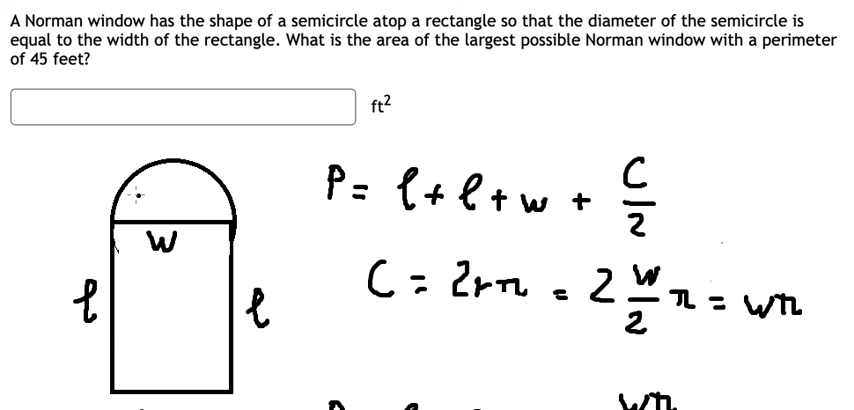 A Norman window has the shape of a semicircle atop a rectangle so that the diameter of the semicircle is
equal to the width of the rectangle. What is the area of the largest possible Norman window with a perimeter
of 45 feet?
ft²
P = l + l + w + C/2
w
C = 2rπ = 2 w/2 π = wπ
l l
wπ